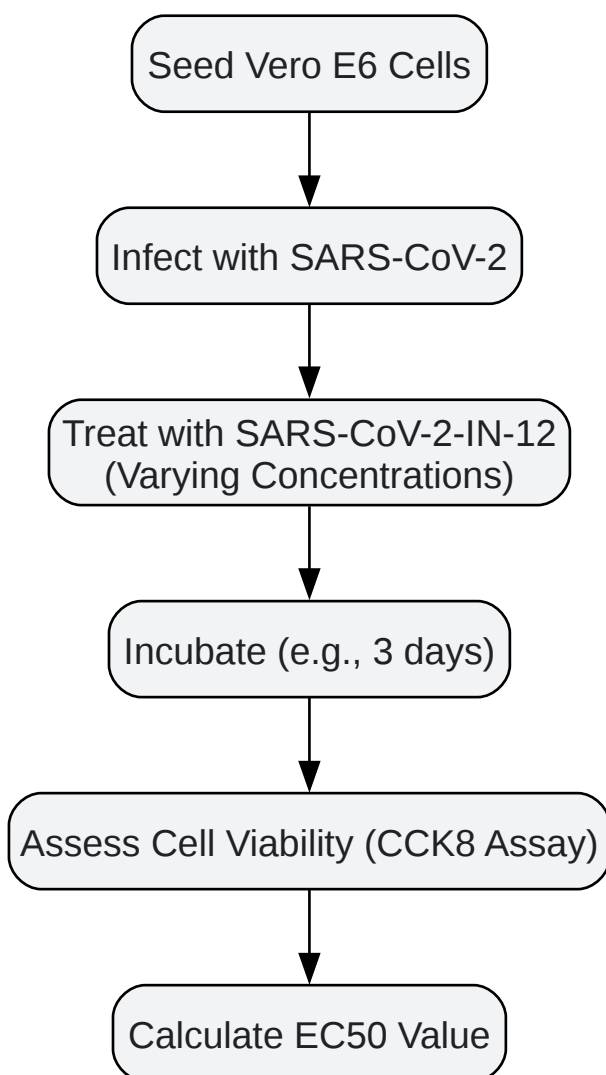 Seed Vero E6 Cells
Infect with SARS-CoV-2
Treat with SARS-CoV-2-IN-12
(Varying Concentrations)
Incubate (e.g., 3 days)
Assess Cell Viability (CCK8 Assay)
Calculate EC50 Value